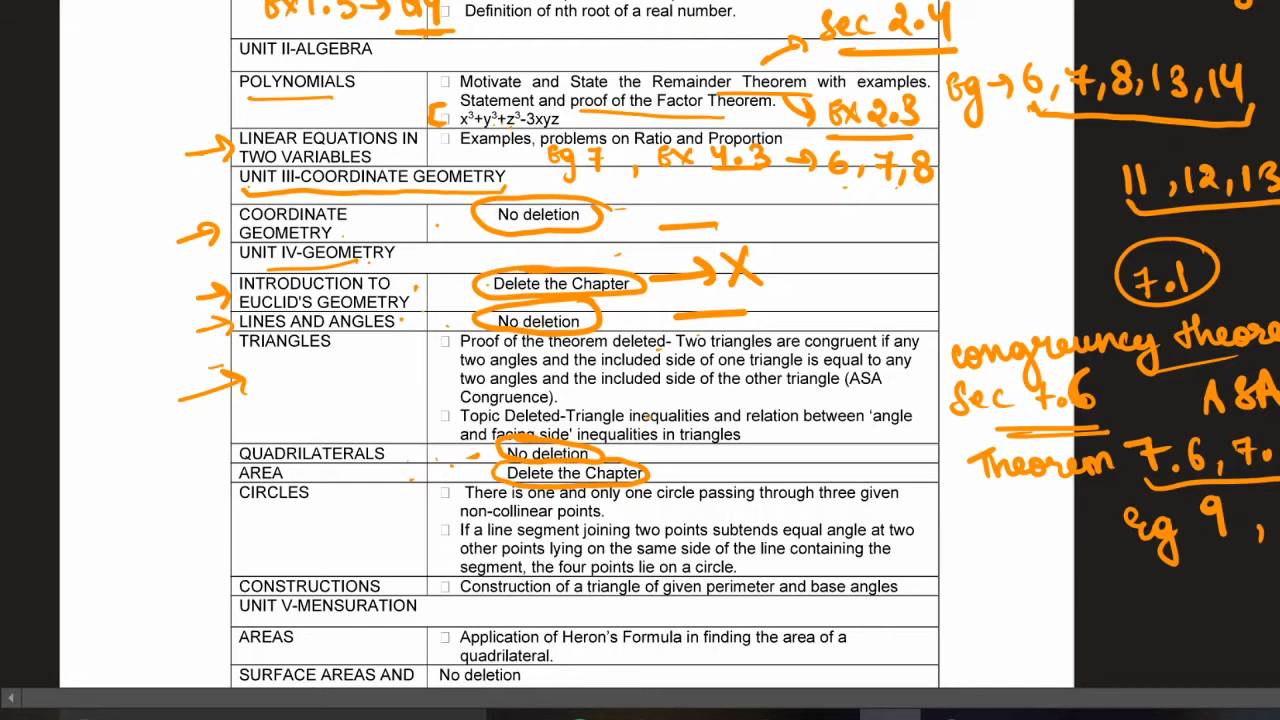 Ex 1.5 →
Definition of nth root of a real number.
UNIT II-ALGEBRA
Sec 2.4
POLYNOMIALS
Motivate and State the Remainder Theorem with examples.
Statement and proof of the Factor Theorem.
x³+y³+z³-3xyz
Ex 2.3
Eg → 6, 7, 8, 13, 14
LINEAR EQUATIONS IN
TWO VARIABLES
Examples, problems on Ratio and Proportion
Eg 7 , Ex 4.3 → 6, 7, 8
UNIT III-COORDINATE GEOMETRY
11, 12, 13
COORDINATE
GEOMETRY
No deletion
UNIT IV-GEOMETRY
INTRODUCTION TO
EUCLID'S GEOMETRY
Delete the Chapter
→ X
7.1
LINES AND ANGLES
No deletion
TRIANGLES
Proof of the theorem deleted- Two triangles are congruent if any
two angles and the included side of one triangle is equal to any
two angles and the included side of the other triangle (ASA
Congruence).
Topic Deleted-Triangle inequalities and relation between 'angle
and facing side' inequalities in triangles
congruency theore
Sec 7.6
ASA
Theorem 7.6, 7.
eg 9 ,
QUADRILATERALS
No deletion
AREA
Delete the Chapter
CIRCLES
There is one and only one circle passing through three given
non-collinear points.
If a line segment joining two points subtends equal angle at two
other points lying on the same side of the line containing the
segment, the four points lie on a circle.
CONSTRUCTIONS
Construction of a triangle of given perimeter and base angles
UNIT V-MENSURATION
AREAS
Application of Heron's Formula in finding the area of a
quadrilateral.
SURFACE AREAS AND
No deletion